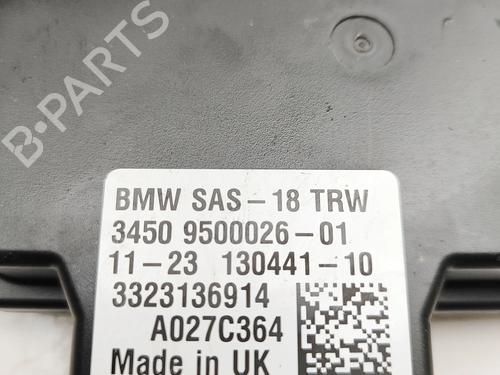 B-PARTS
BMW SAS-18 TRW
3450 9500026-01
11-23 130441-10
3323136914
A027C364
Made in UK